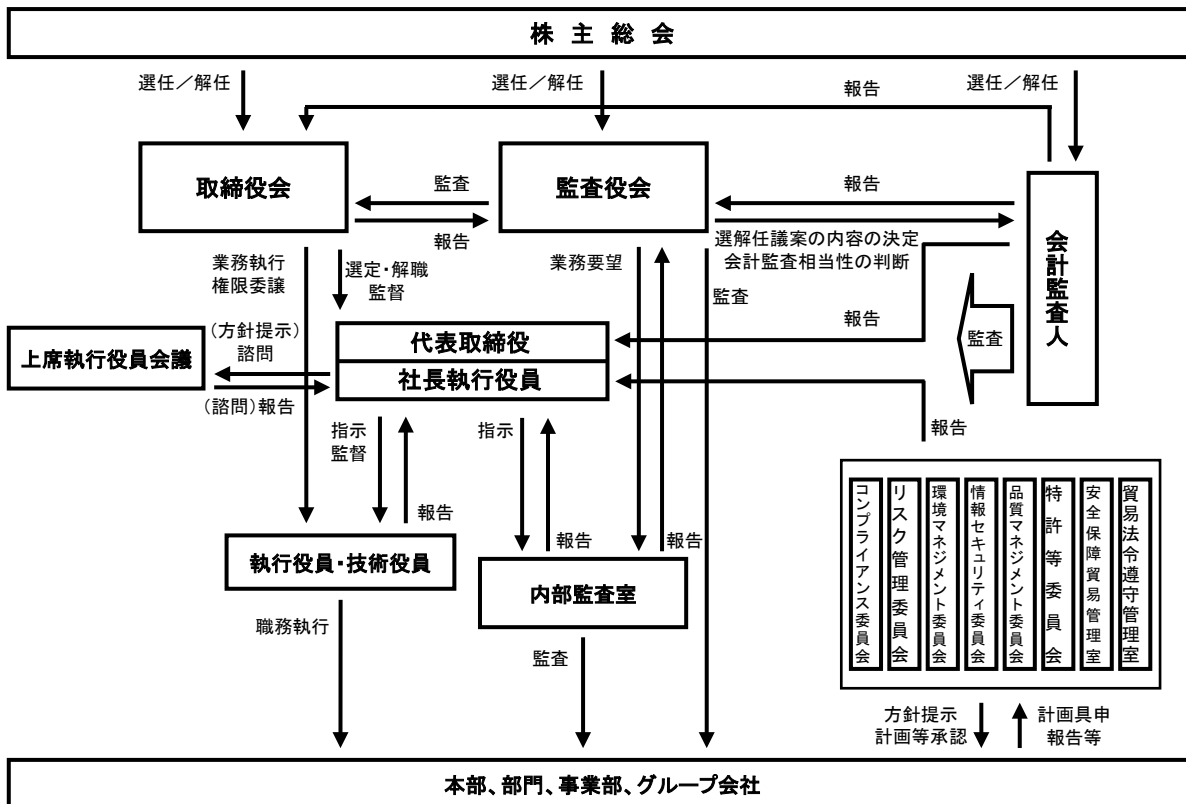 株主総会
選任／解任
選任／解任
報告
選任／解任
取締役会
監査
報告
監査役会
報告
選解任議案の内容の決定
会計監査相当性の判断
会計監査人
業務執行
権限委譲
選定・解職
監督
業務要望
監査
報告
監査
上席執行役員会議
(方針提示)
諮問
(諮問)報告
代表取締役
社長執行役員
報告
指示
監督
報告
指示
報告
報告
執行役員・技術役員
内部監査室
コンプライアンス委員会
リスク管理委員会
環境マネジメント委員会
情報セキュリティ委員会
品質マネジメント委員会
特許等委員会
安全保障貿易管理室
貿易法令遵守管理室
職務執行
監査
方針提示
計画等承認
計画具申
報告等
本部、部門、事業部、グループ会社